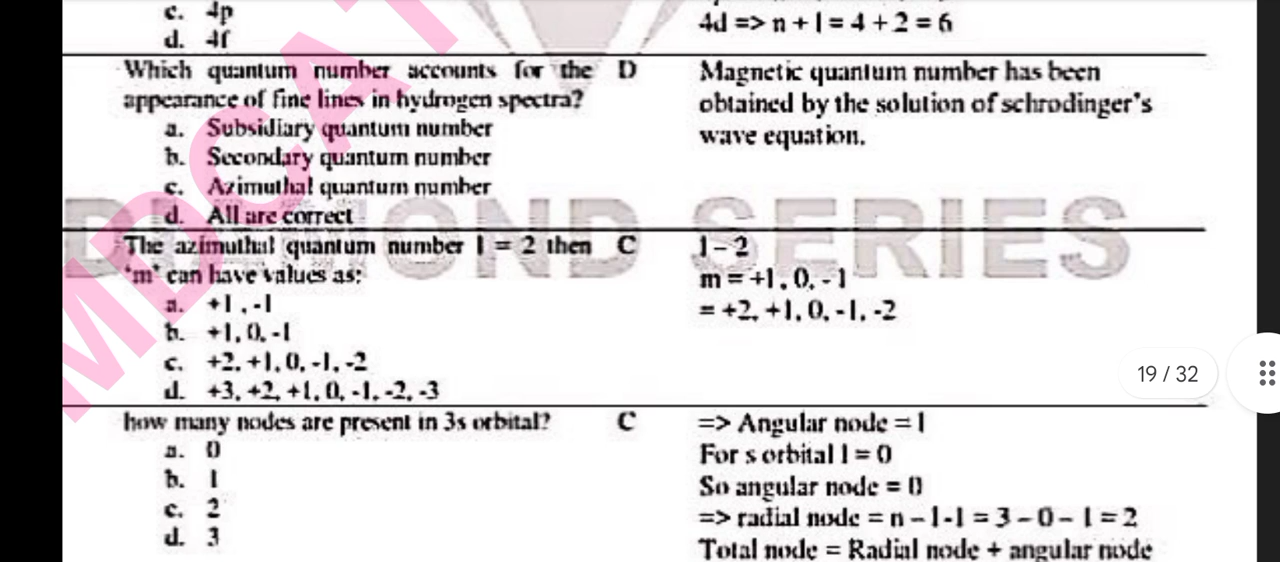 c. 4p
d. 4f
4d => n + l = 4 + 2 = 6
Which quantum number accounts for the D
appearance of fine lines in hydrogen spectra?
a. Subsidiary quantum number
b. Secondary quantum number
c. Azimuthal quantum number
d. All are correct
Magnetic quantum number has been
obtained by the solution of schrodinger's
wave equation.
The azimuthal quantum number l = 2 then C
'm' can have values as:
a. +1, -1
b. +1, 0, -1
c. +2, +1, 0, -1, -2
d. +3, +2, +1, 0, -1, -2, -3
l – 2
m = +1, 0, -1
= +2, +1, 0, -1, -2
how many nodes are present in 3s orbital? C
a. 0
b. 1
c. 2
d. 3
=> Angular node = l
For s orbital l = 0
So angular node = 0
=> radial node = n – l - 1 = 3 – 0 – 1 = 2
Total node = Radial node + angular node
19 / 32
MDCAT
DIAMOND SERIES